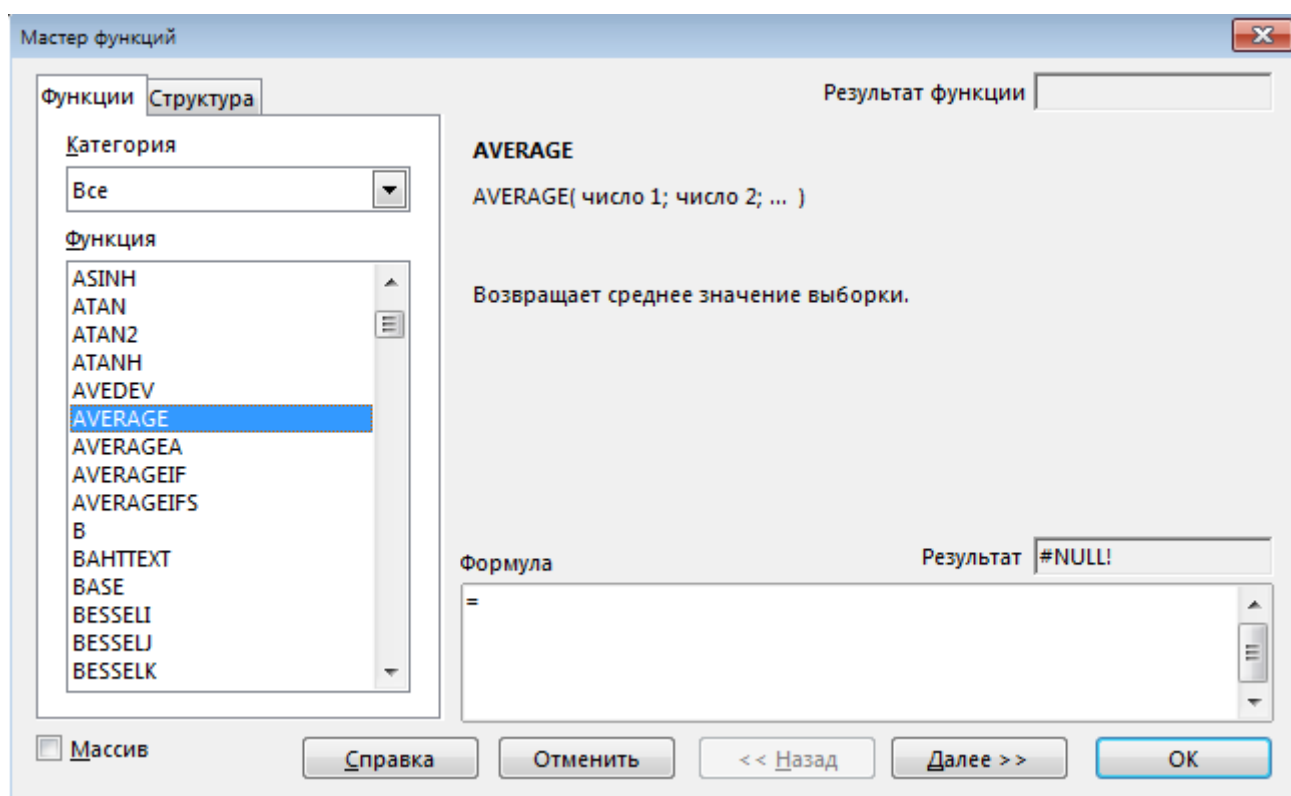 Мастер функций
Функции Структура
Результат функции
Категория
Все
Функция
ASINH
ATAN
ATAN2
ATANH
AVEDEV
AVERAGE
AVERAGEA
AVERAGEIF
AVERAGEIFS
B
BAHTTEXT
BASE
BESSELI
BESSELJ
BESSELK
AVERAGE
AVERAGE( число 1; число 2; ... )
Возвращает среднее значение выборки.
Формула
Результат #NULL!
=
Массив
Справка Отменить << Назад Далее >> ОК